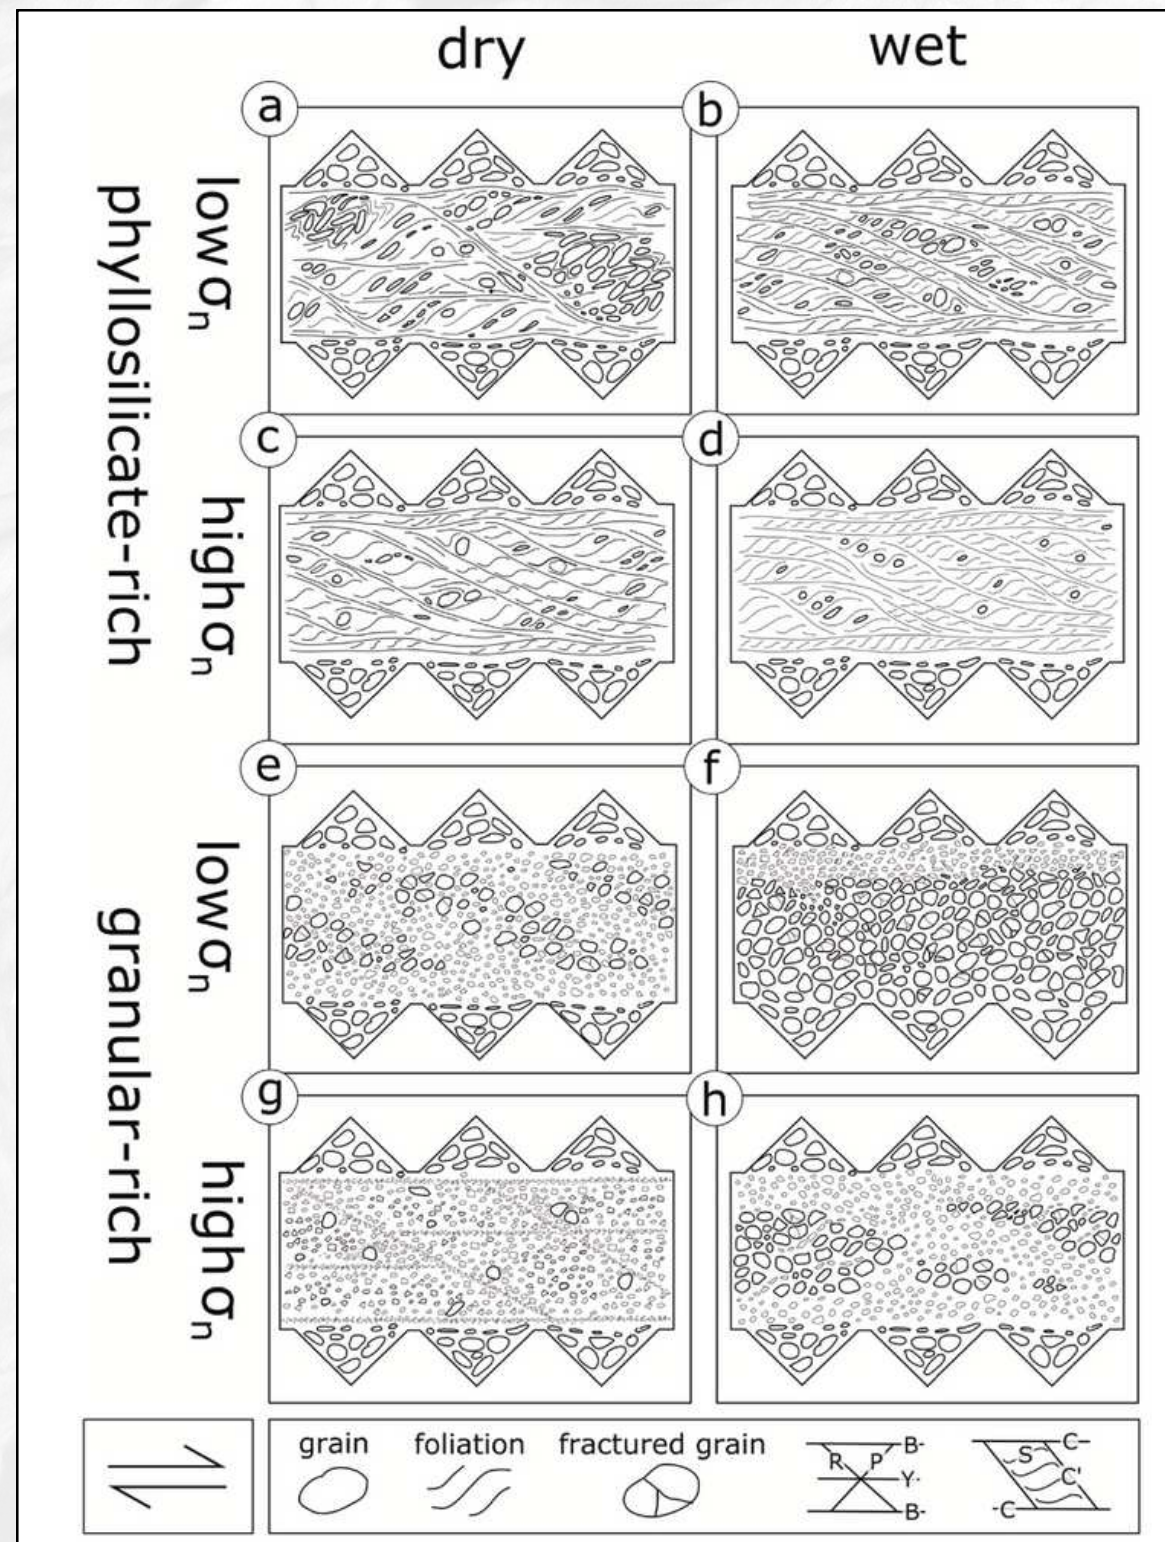 dry
wet
a
b
phyllosilicate-rich
low σn
c
d
high σn
e
f
granular-rich
low σn
g
h
high σn
grain
foliation
fractured grain
R
P
B-
Y-
B-
S
C-
C'
-C